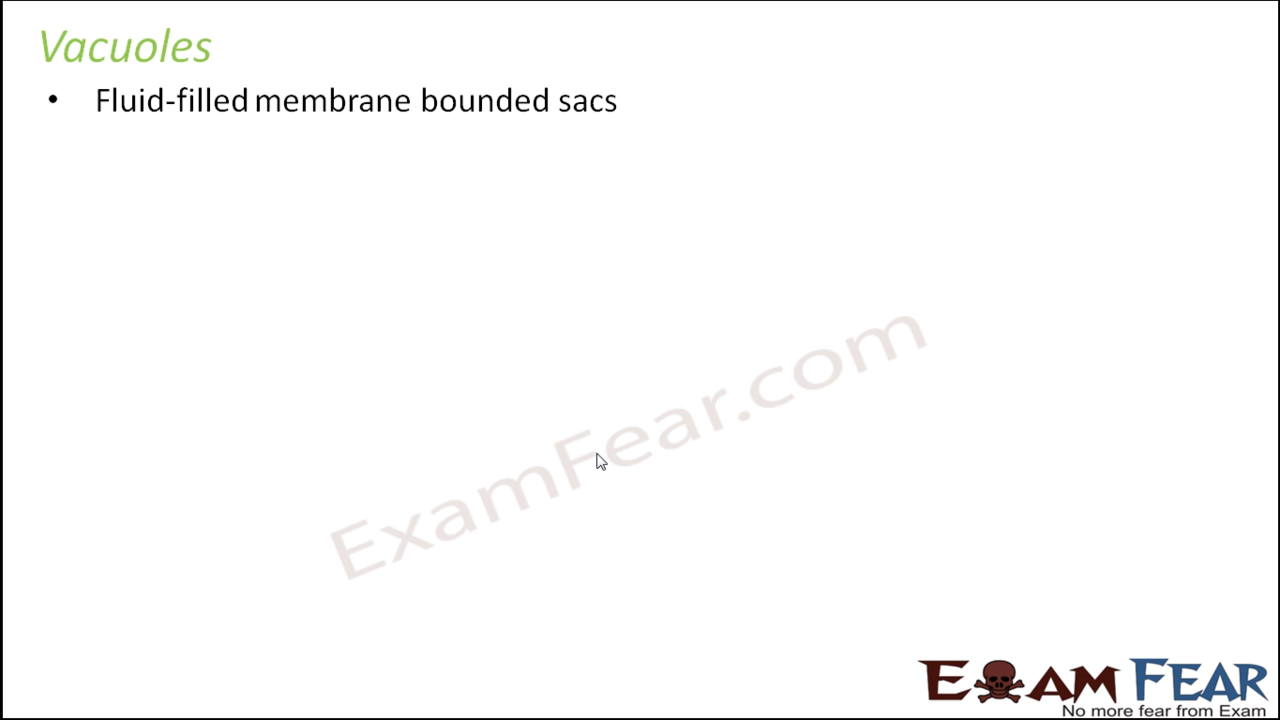 Vacuoles
• Fluid-filled membrane bounded sacs
ExamFear.com
EXAM FEAR
No more fear from Exam